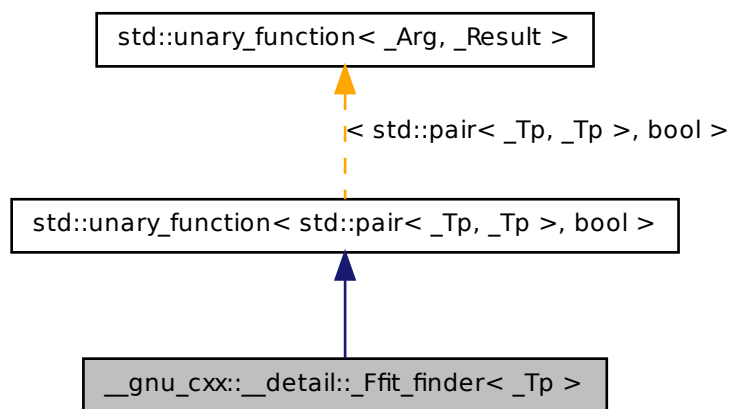 std::unary_function< _Arg, _Result >
< std::pair< _Tp, _Tp >, bool >
std::unary_function< std::pair< _Tp, _Tp >, bool >
__gnu_cxx::__detail::_Ffit_finder< _Tp >